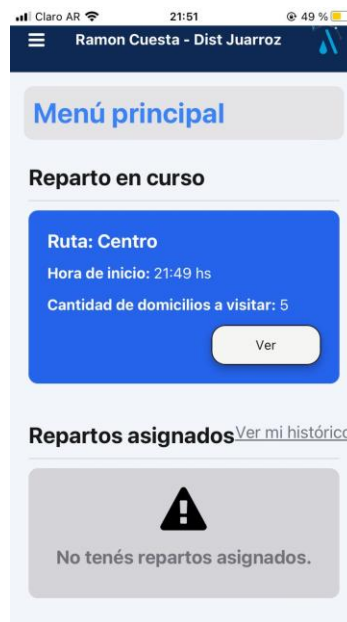 Claro AR 21:51 49 %
Ramon Cuesta - Dist Juarroz
Menú principal
Reparto en curso
Ruta: Centro
Hora de inicio: 21:49 hs
Cantidad de domicilios a visitar: 5
Ver
Repartos asignados Ver mi histórico
No tenés repartos asignados.